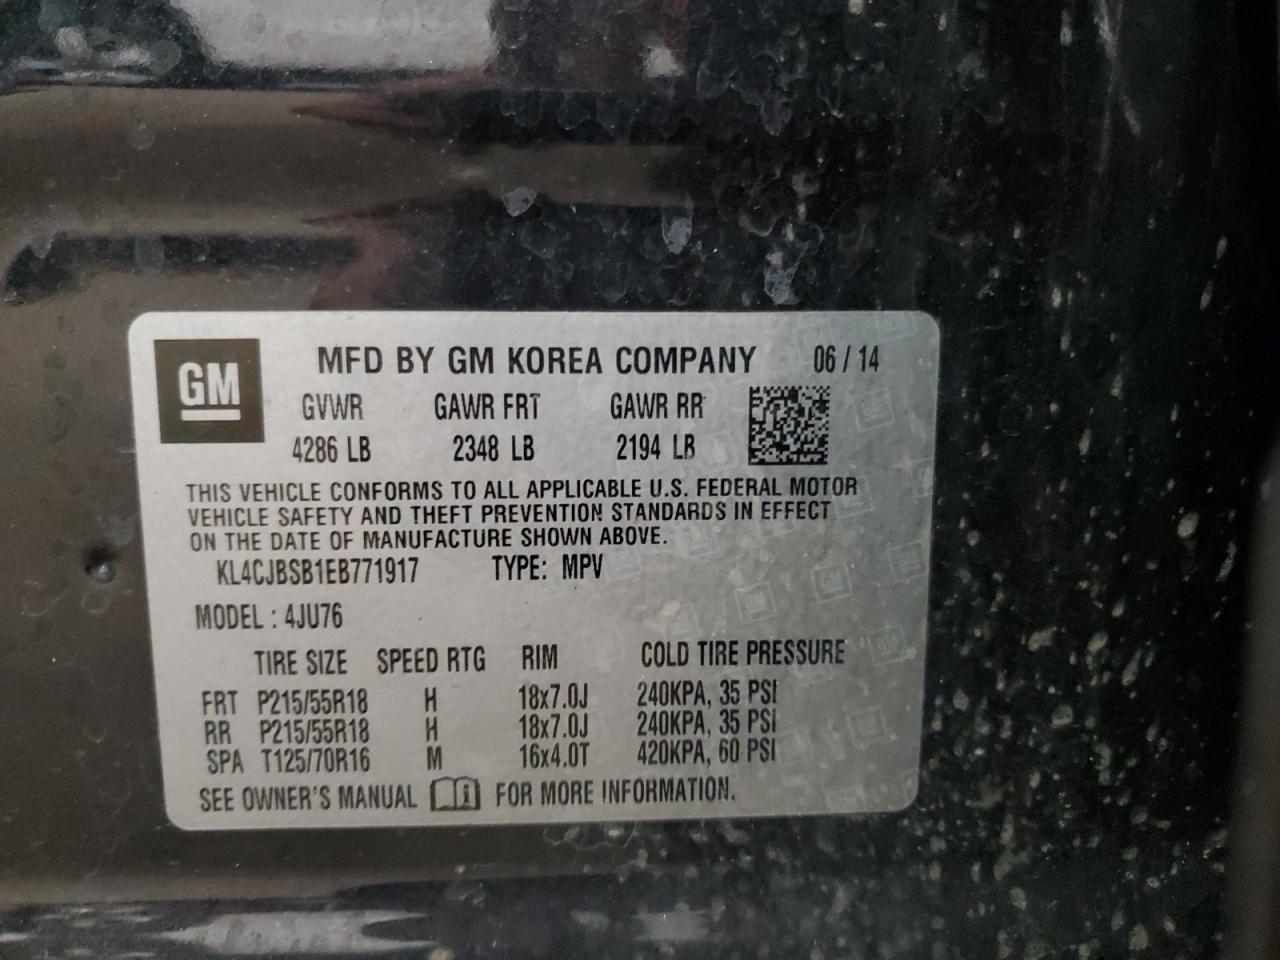 GM
MFD BY GM KOREA COMPANY 06 / 14
GVWR GAWR FRT GAWR RR
4286 LB 2348 LB 2194 LB
THIS VEHICLE CONFORMS TO ALL APPLICABLE U.S. FEDERAL MOTOR
VEHICLE SAFETY AND THEFT PREVENTION STANDARDS IN EFFECT
ON THE DATE OF MANUFACTURE SHOWN ABOVE.
KL4CJBSB1EB771917 TYPE: MPV
MODEL : 4JU76
TIRE SIZE SPEED RTG RIM COLD TIRE PRESSURE
FRT P215/55R18 H 18x7.0J 240KPA, 35 PSI
RR P215/55R18 H 18x7.0J 240KPA, 35 PSI
SPA T125/70R16 M 16x4.0T 420KPA, 60 PSI
SEE OWNER'S MANUAL i FOR MORE INFORMATION.